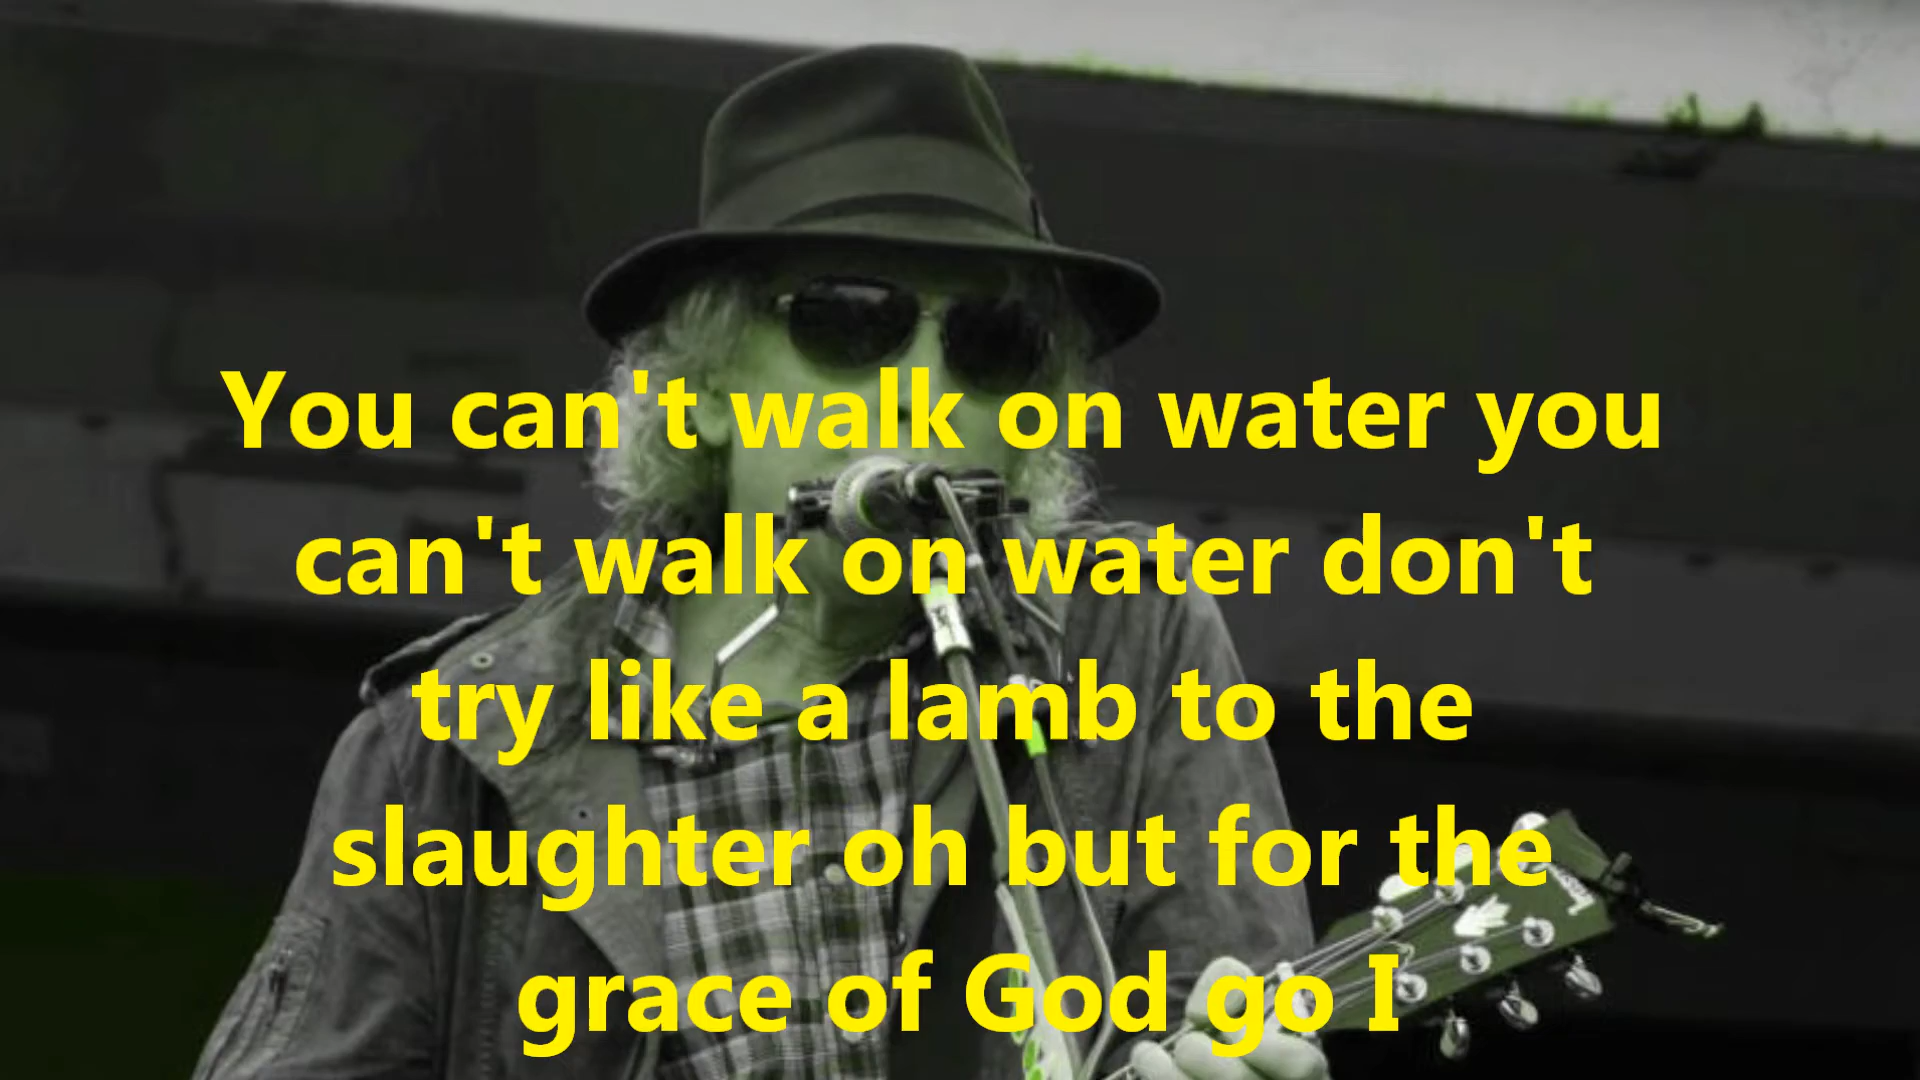 You can't walk on water you
can't walk on water don't
try like a lamb to the
slaughter oh but for the
grace of God go I